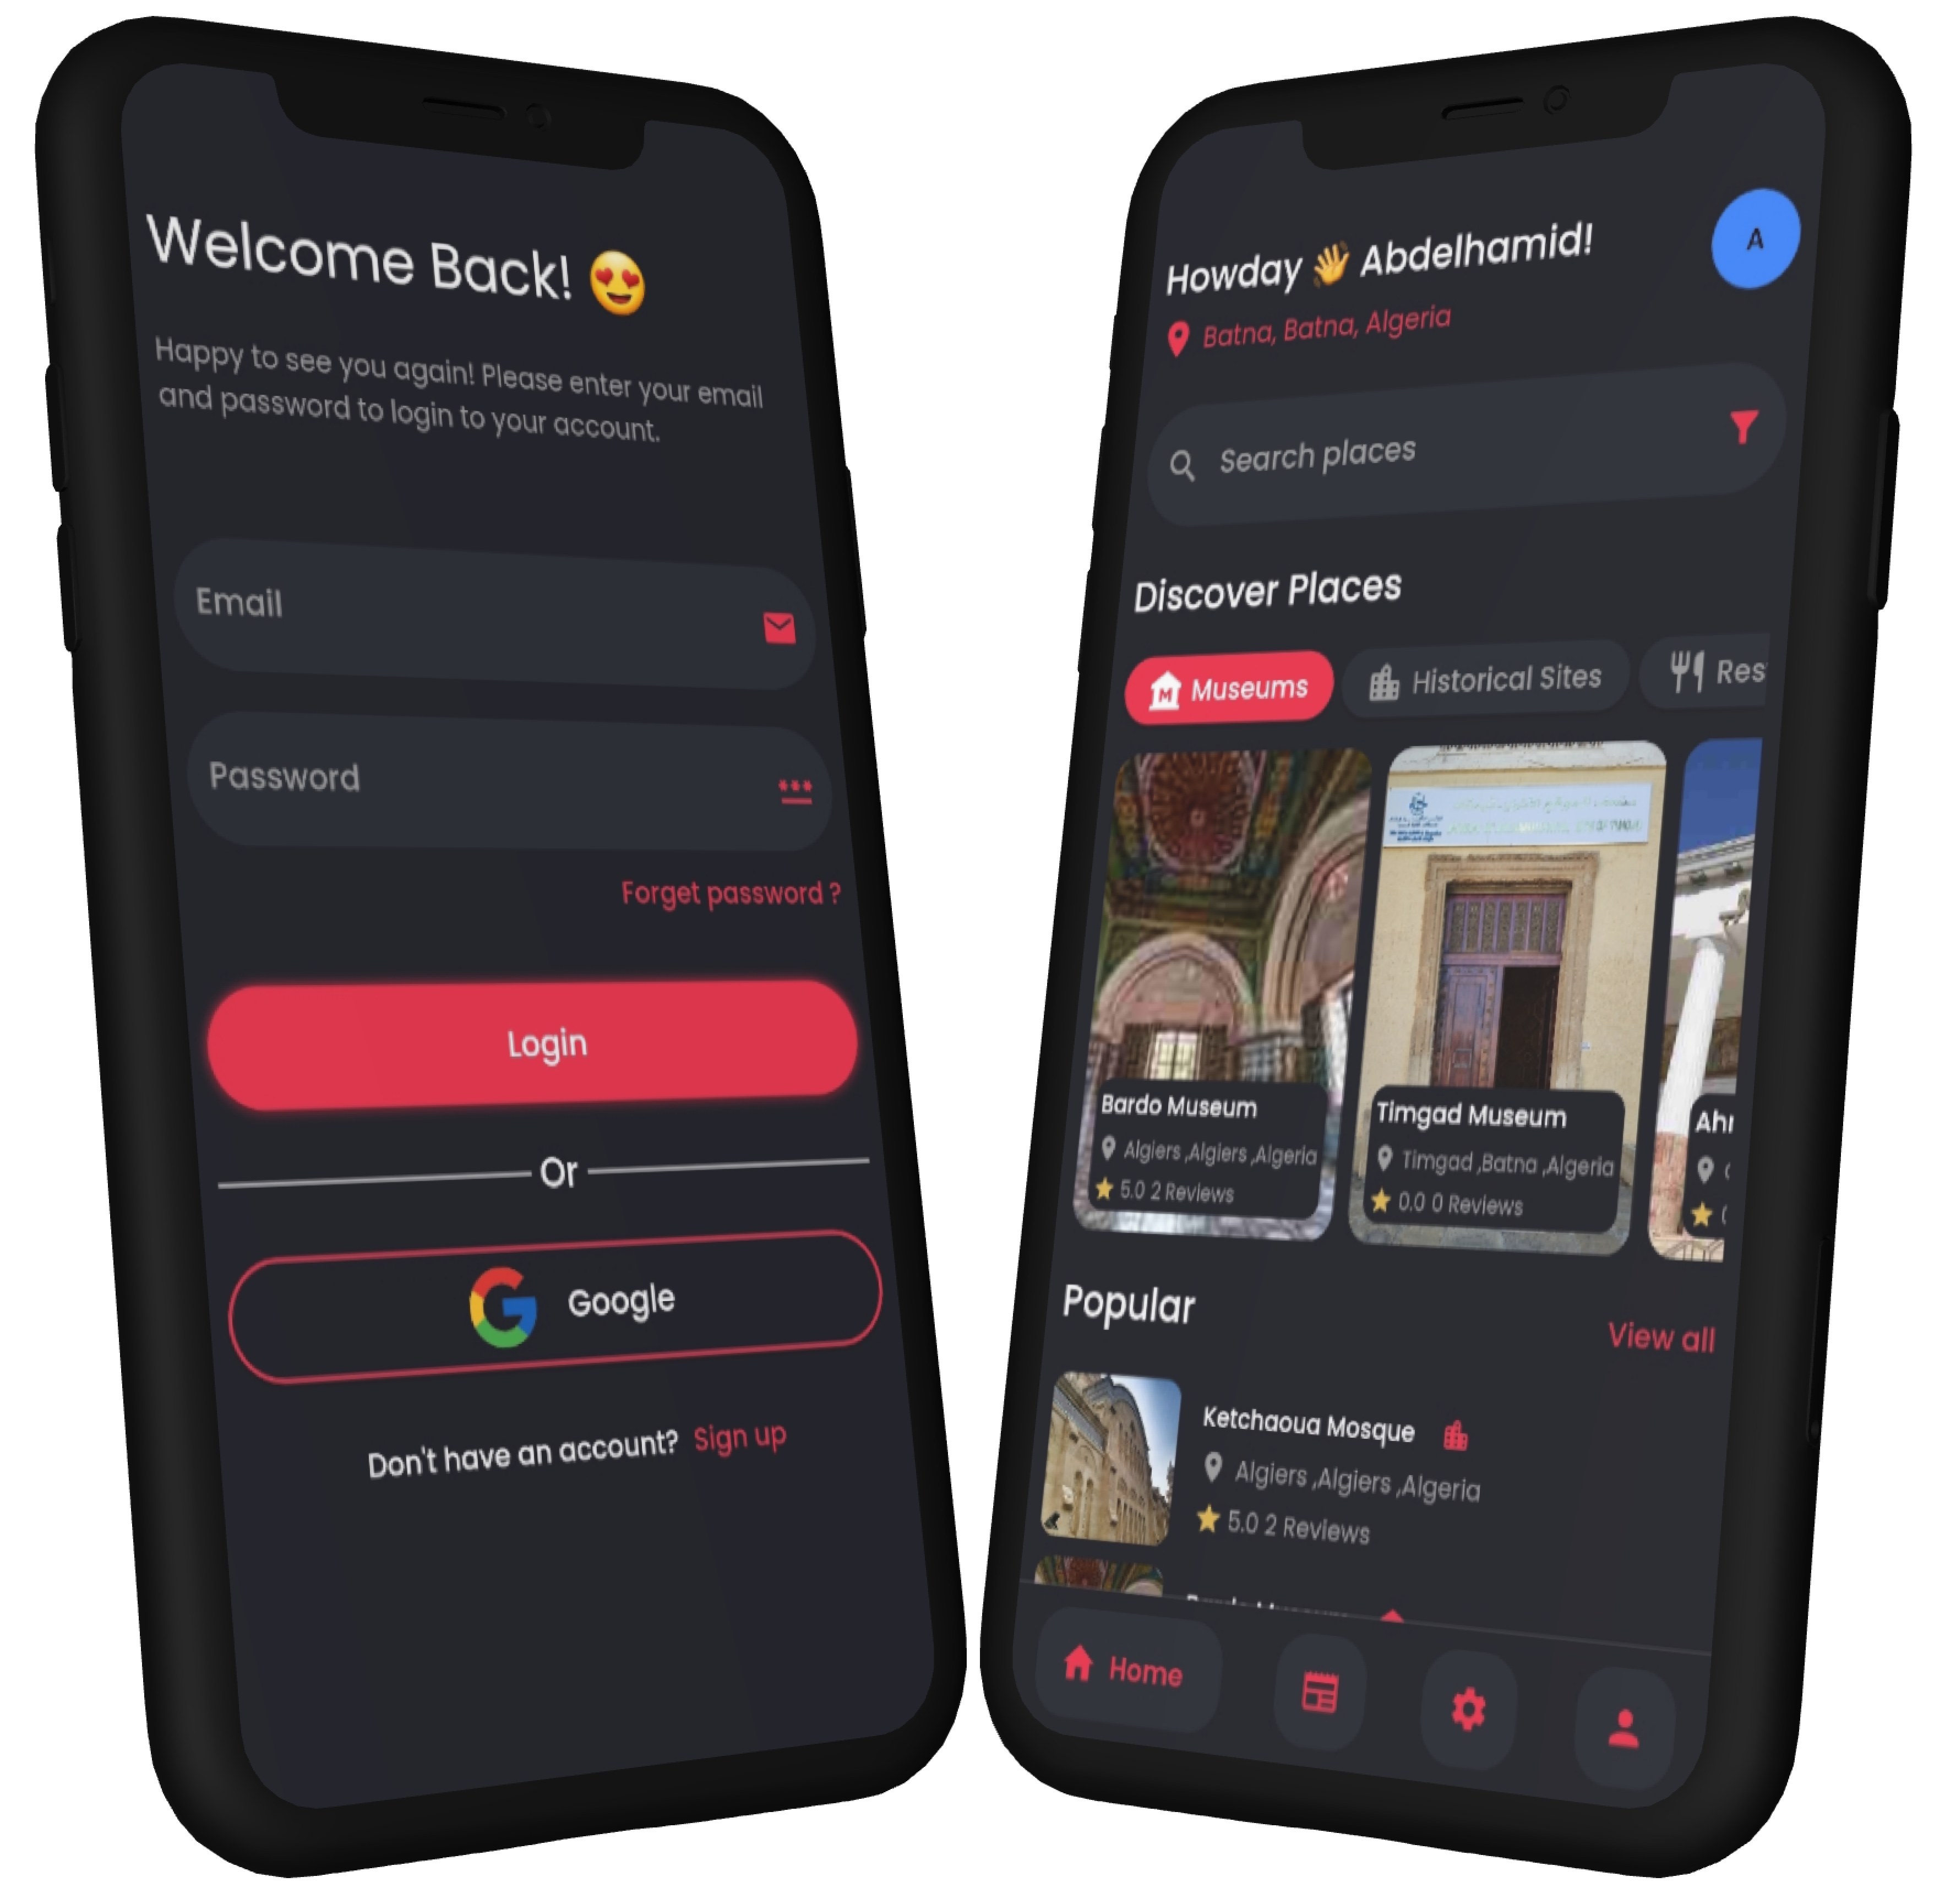 Welcome Back! 😍
Happy to see you again! Please enter your email
and password to login to your account.
Email
Password
Forget password ?
Login
Or
Google
Don't have an account? Sign up
Howday 👋 Abdelhamid!
A
Batna, Batna, Algeria
Search places
Discover Places
Museums
Historical Sites
Res
Bardo Museum
Algiers ,Algiers ,Algeria
5.0 2 Reviews
Timgad Museum
Timgad ,Batna ,Algeria
0.0 0 Reviews
Popular
View all
Ketchaoua Mosque
Algiers ,Algiers ,Algeria
5.0 2 Reviews
Home